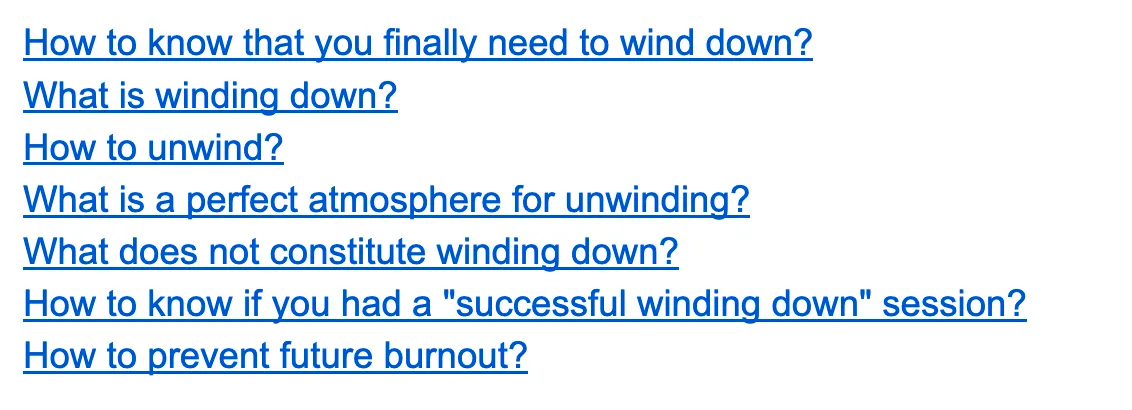 How to know that you finally need to wind down?
What is winding down?
How to unwind?
What is a perfect atmosphere for unwinding?
What does not constitute winding down?
How to know if you had a "successful winding down" session?
How to prevent future burnout?